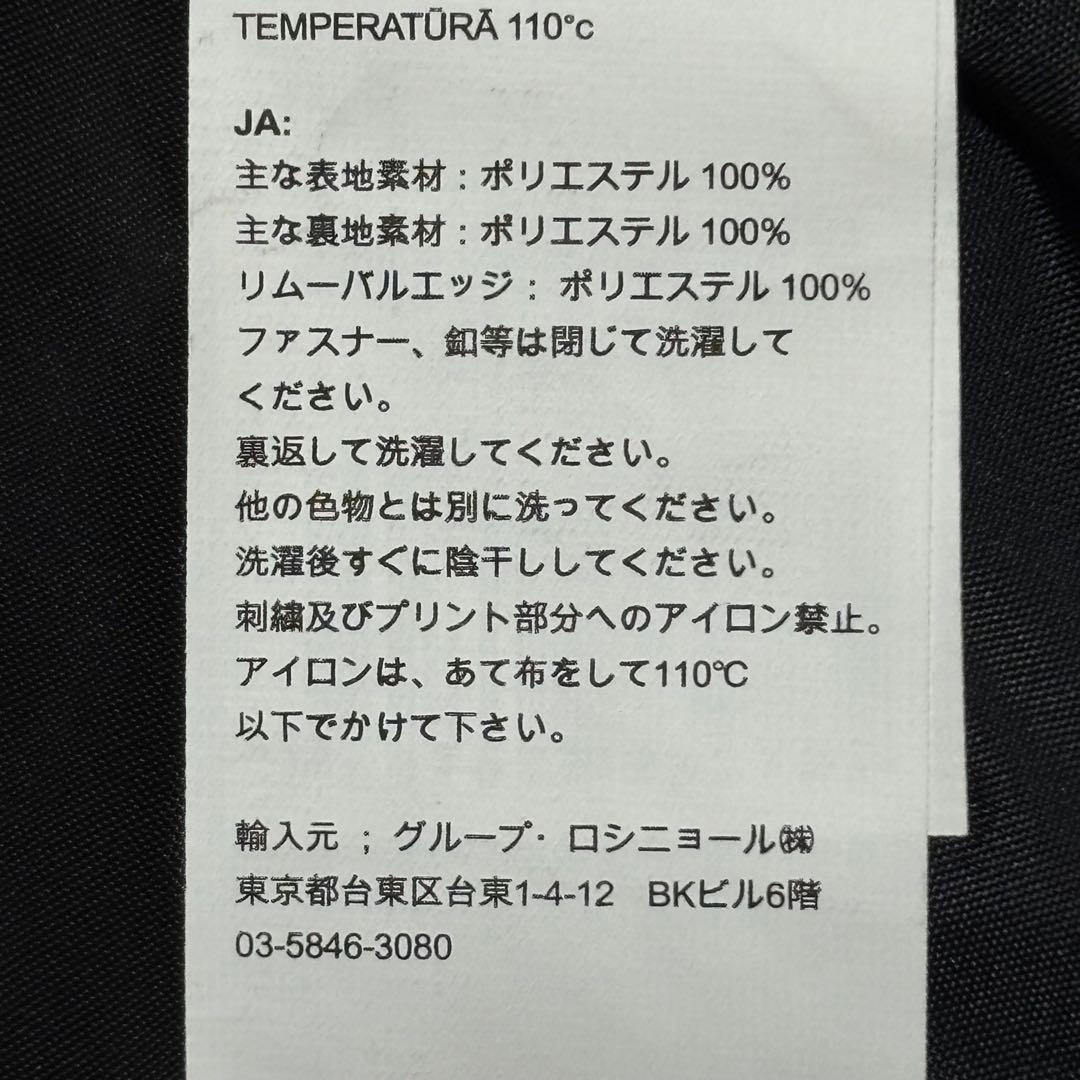 TEMPERATŪRĀ 110°c
JA:
主な表地素材 : ポリエステル 100%
主な裏地素材 : ポリエステル 100%
リムーバルエッジ : ポリエステル 100%
ファスナー、釦等は閉じて洗濯して
ください。
裏返して洗濯してください。
他の色物とは別に洗ってください。
洗濯後すぐに陰干ししてください。
刺繍及びプリント部分へのアイロン禁止。
アイロンは、あて布をして110℃
以下でかけて下さい。
輸入元 ; グループ・ロシニョール㈱
東京都台東区台東1-4-12 BKビル6階
03-5846-3080